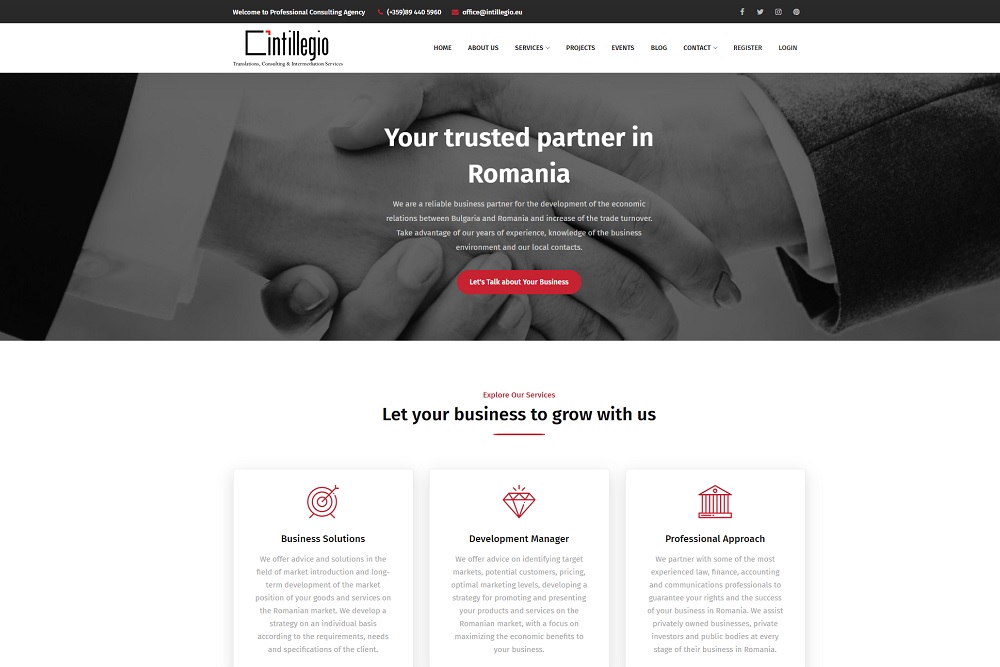 Welcome to Professional Consulting Agency (+359)89 440 5960 office@intillegio.eu
intillegio
Translations, Consulting & Intermediation Services
HOME ABOUT US SERVICES PROJECTS EVENTS BLOG CONTACT REGISTER LOGIN
Your trusted partner in
Romania
We are a reliable business partner for the development of the economic
relations between Bulgaria and Romania and increase of the trade turnover.
Take advantage of our years of experience, knowledge of the business
environment and our local contacts.
Let's Talk about Your Business
Explore Our Services
Let your business to grow with us
Business Solutions
We offer advice and solutions in the
field of market introduction and long-
term development of the market
position of your goods and services on
the Romanian market. We develop a
strategy on an individual basis
according to the requirements, needs
and specifications of the client.
Development Manager
We offer advice on identifying target
markets, potential customers, pricing,
optimal marketing levels, developing a
strategy for promoting and presenting
your products and services on the
Romanian market, with a focus on
maximizing the economic benefits to
your business.
Professional Approach
We partner with some of the most
experienced law, finance, accounting
and communications professionals to
guarantee your rights and the success
of your business in Romania. We assist
privately owned businesses, private
investors and public bodies at every
stage of their business in Romania.